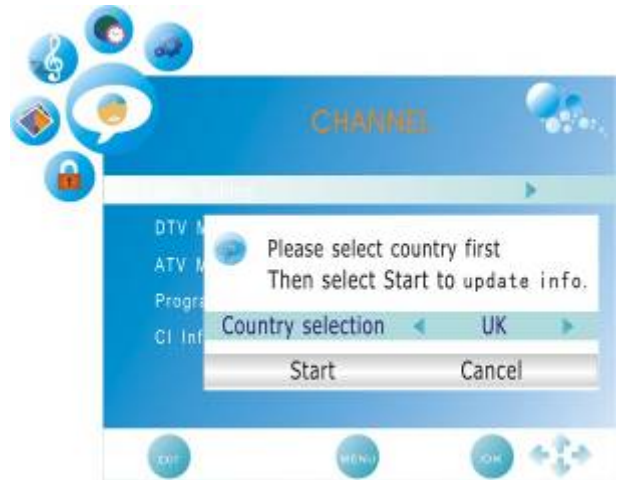 CHANNEL
DTV M
ATV M
Progra
CI Inf
Please select country first
Then select Start to update info.
Country selection UK
Start Cancel
EXIT MENU OK